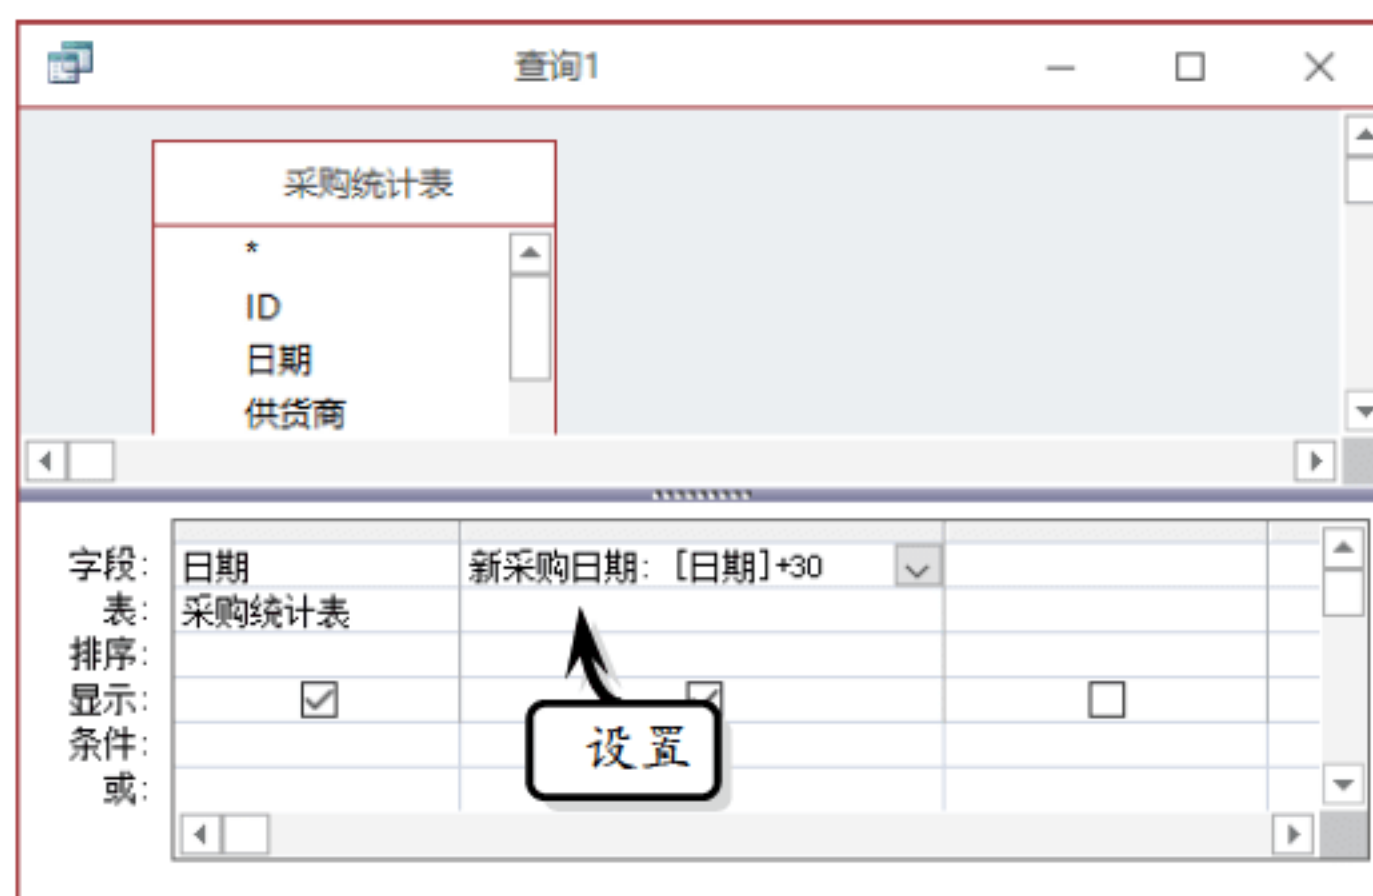 查询1
采购统计表
*
ID
日期
供货商
字段: 日期 新采购日期: [日期]+30
表: 采购统计表
排序:
显示:
条件:
或:
设置